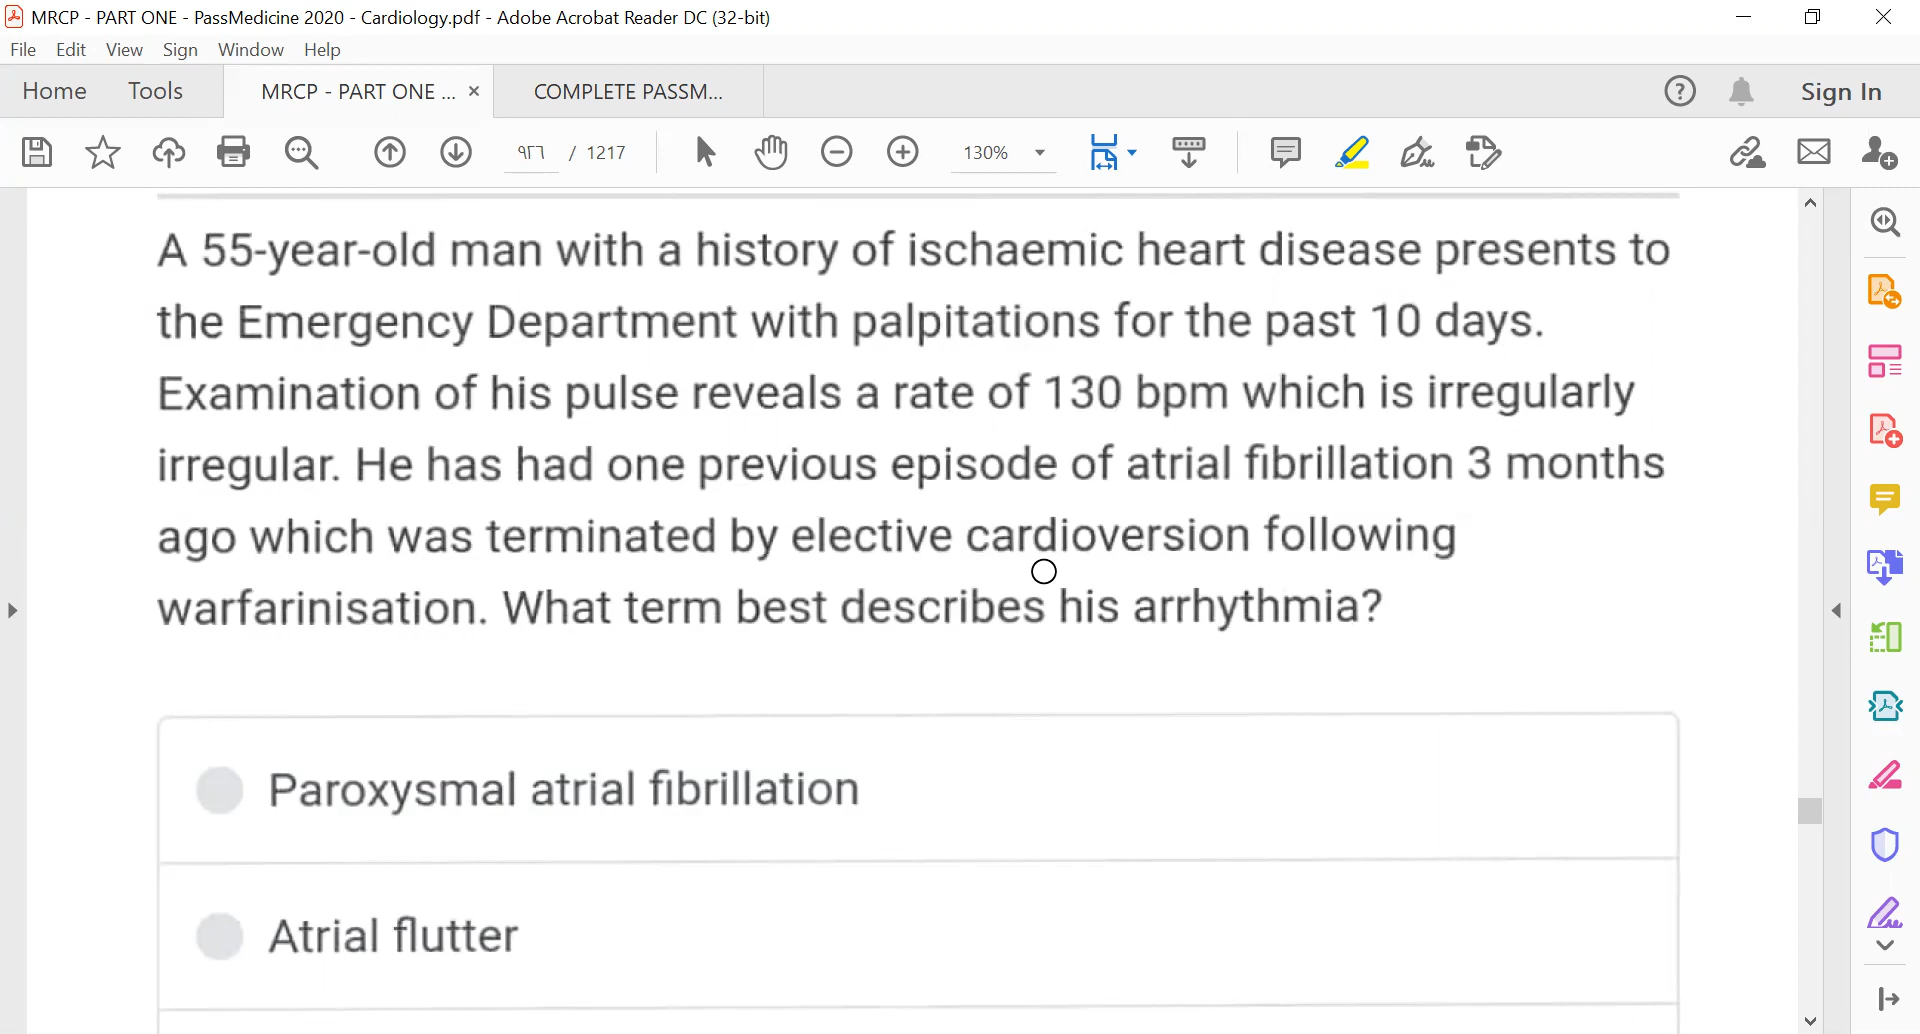 MRCP - PART ONE - PassMedicine 2020 - Cardiology.pdf - Adobe Acrobat Reader DC (32-bit)
File Edit View Sign Window Help
Home Tools MRCP - PART ONE ... × COMPLETE PASSM... Sign In
٩٢٦ / 1217 130%
A 55-year-old man with a history of ischaemic heart disease presents to
the Emergency Department with palpitations for the past 10 days.
Examination of his pulse reveals a rate of 130 bpm which is irregularly
irregular. He has had one previous episode of atrial fibrillation 3 months
ago which was terminated by elective cardioversion following
warfarinisation. What term best describes his arrhythmia?
Paroxysmal atrial fibrillation
Atrial flutter